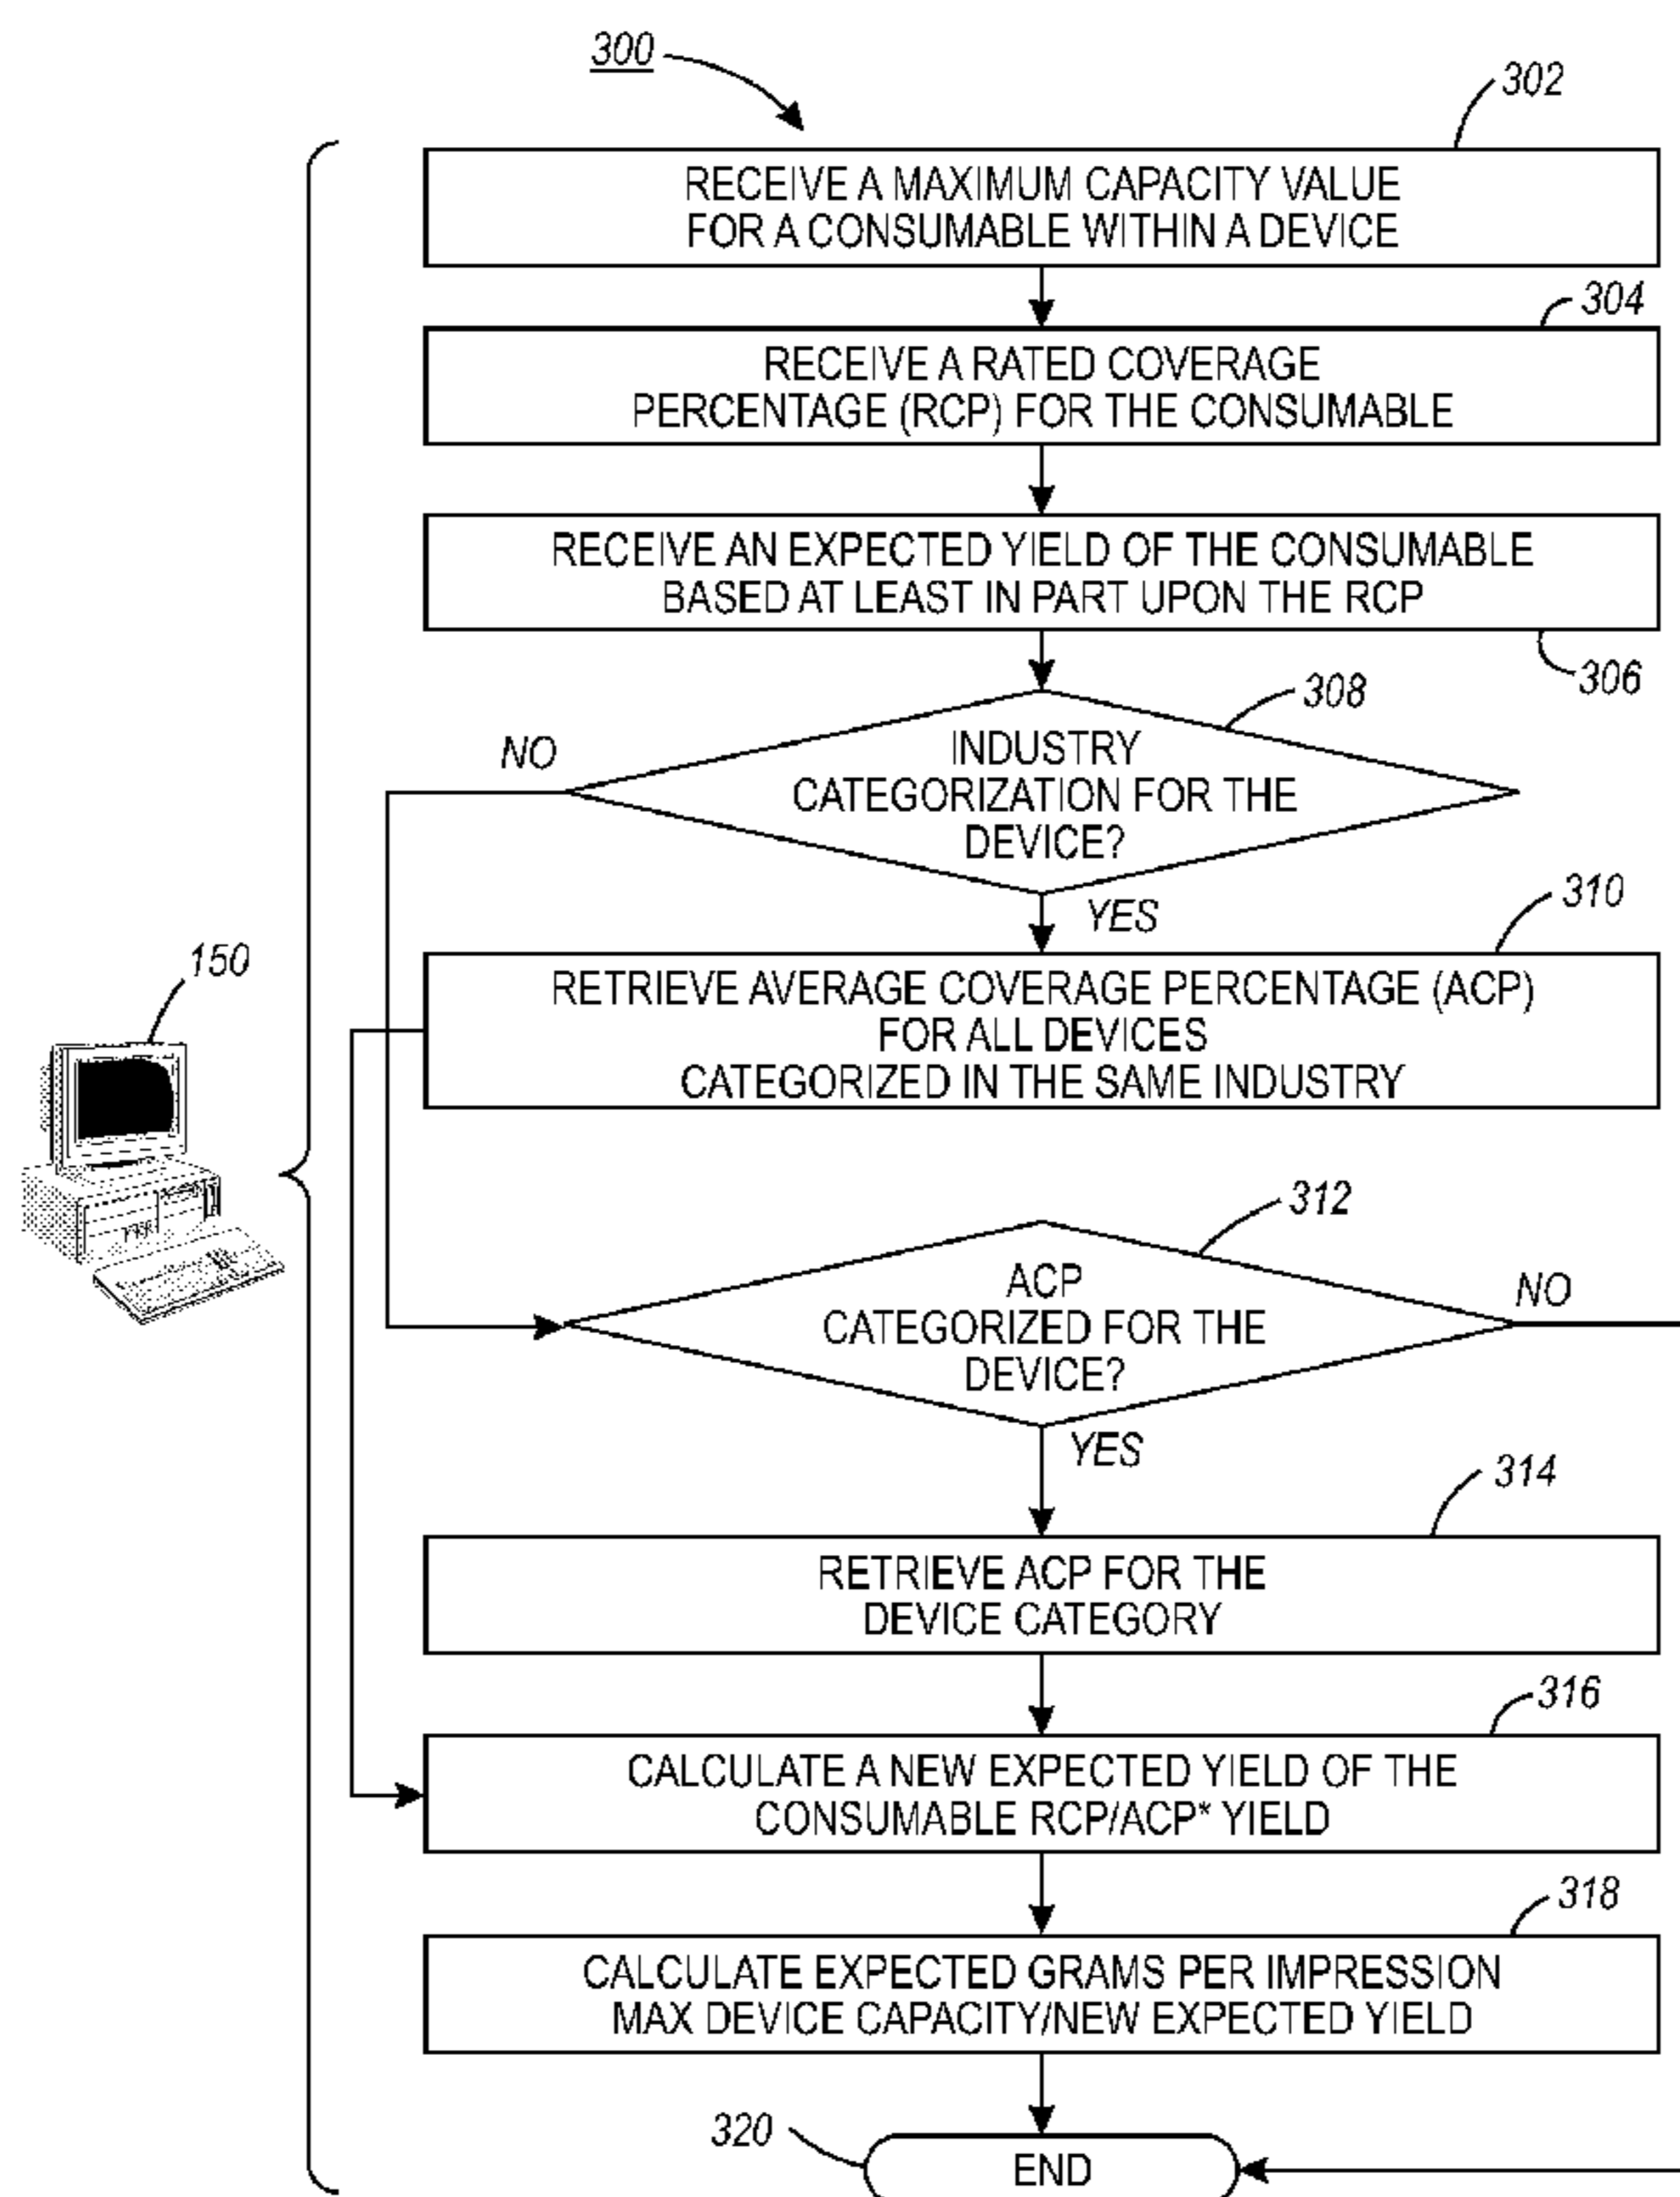 300
302
RECEIVE A MAXIMUM CAPACITY VALUE
FOR A CONSUMABLE WITHIN A DEVICE
304
RECEIVE A RATED COVERAGE
PERCENTAGE (RCP) FOR THE CONSUMABLE
RECEIVE AN EXPECTED YIELD OF THE CONSUMABLE
BASED AT LEAST IN PART UPON THE RCP
306
308
NO
INDUSTRY
CATEGORIZATION FOR THE
DEVICE?
YES
310
150
RETRIEVE AVERAGE COVERAGE PERCENTAGE (ACP)
FOR ALL DEVICES
CATEGORIZED IN THE SAME INDUSTRY
312
ACP
CATEGORIZED FOR THE
DEVICE?
NO
YES
314
RETRIEVE ACP FOR THE
DEVICE CATEGORY
316
CALCULATE A NEW EXPECTED YIELD OF THE
CONSUMABLE RCP/ACP* YIELD
318
CALCULATE EXPECTED GRAMS PER IMPRESSION
MAX DEVICE CAPACITY/NEW EXPECTED YIELD
320
END